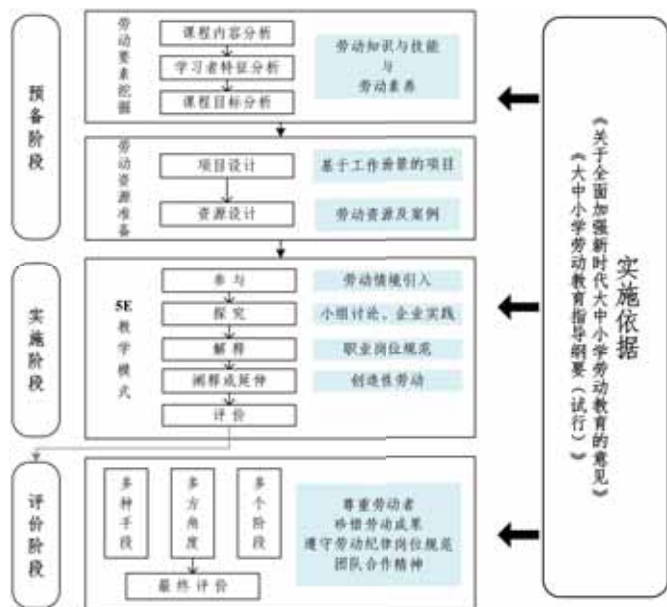 预备阶段
劳动要素挖掘
课程内容分析
学习者特征分析
课程目标分析
劳动知识与技能
与
劳动素养
劳动资源准备
项目设计
资源设计
基于工作场景的项目
劳动资源及案例
实施阶段
5E
教学模式
参与
探究
解释
阐释或延伸
评价
劳动情境引入
小组讨论、企业实践
职业岗位规范
创造性劳动
评价阶段
多种手段
多方角度
多个阶段
最终评价
尊重劳动者
珍惜劳动成果
遵守劳动纪律岗位规范
团队合作精神
实施依据
《关于全面加强新时代大中小学劳动教育的意见》
《大中小学劳动教育指导纲要（试行）》